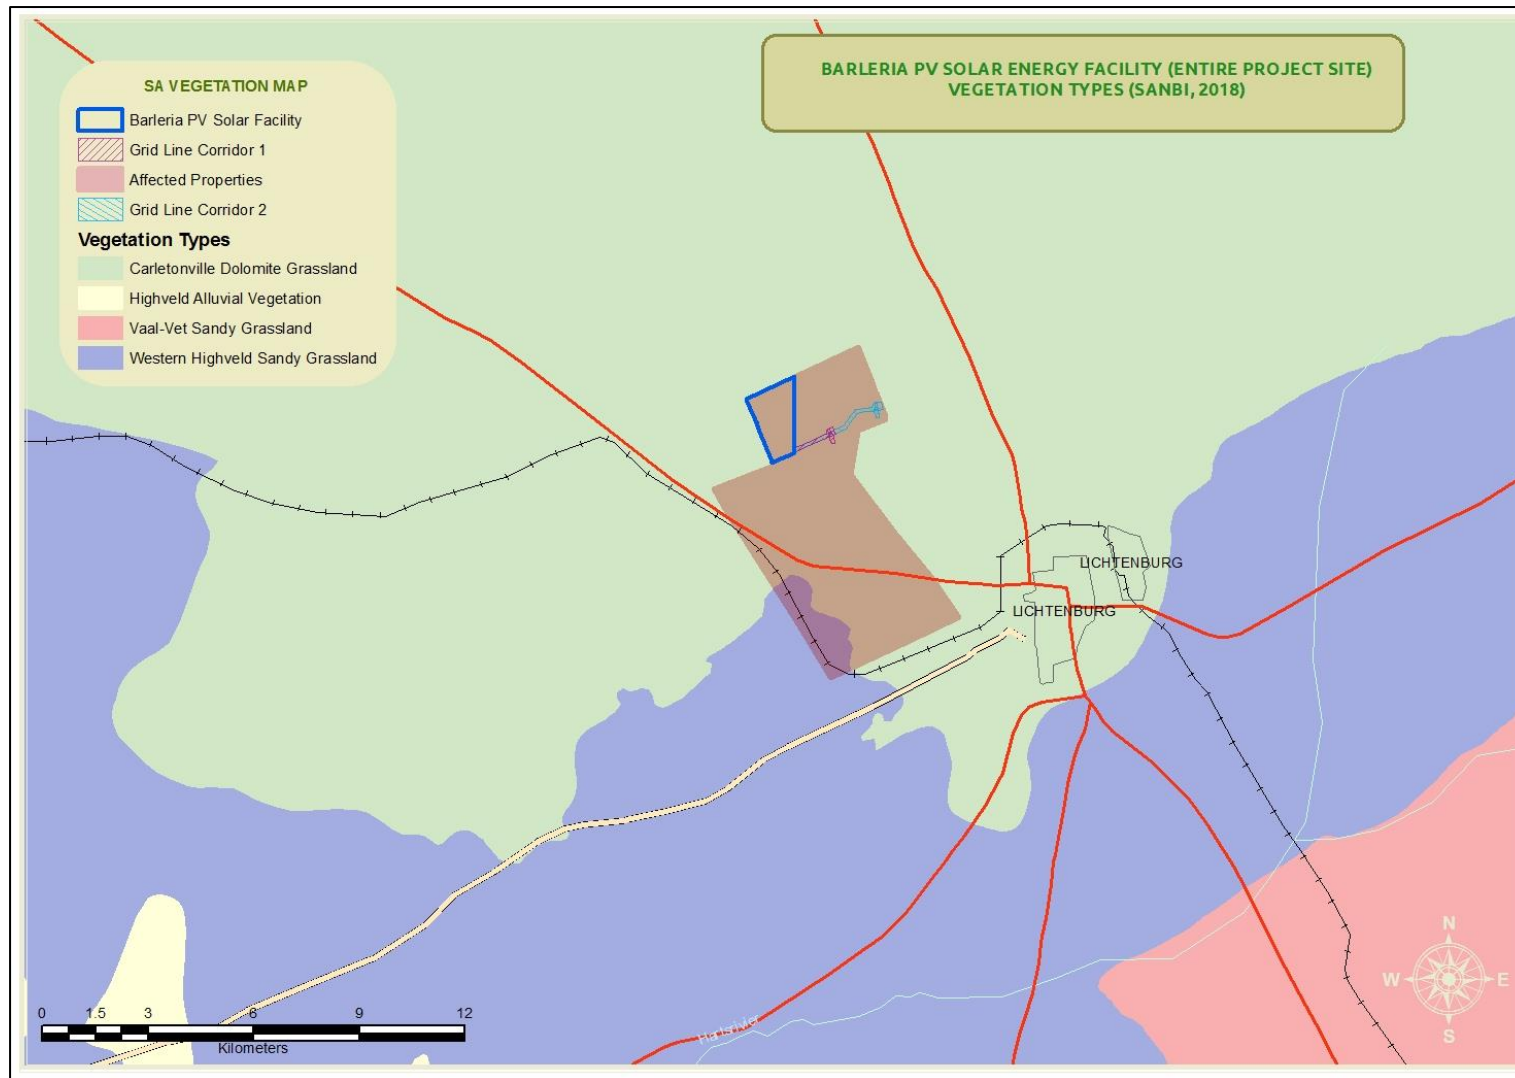 BARLERIA PV SOLAR ENERGY FACILITY (ENTIRE PROJECT SITE)
VEGETATION TYPES (SANBI, 2018)
SA VEGETATION MAP
Barleria PV Solar Facility
Grid Line Corridor 1
Affected Properties
Grid Line Corridor 2
Vegetation Types
Carletonville Dolomite Grassland
Highveld Alluvial Vegetation
Vaal-Vet Sandy Grassland
Western Highveld Sandy Grassland
LICHTENBURG
LICHTENBURG
N
W E
S
0 1.5 3 6 9 12
Kilometers
Hartsrivier